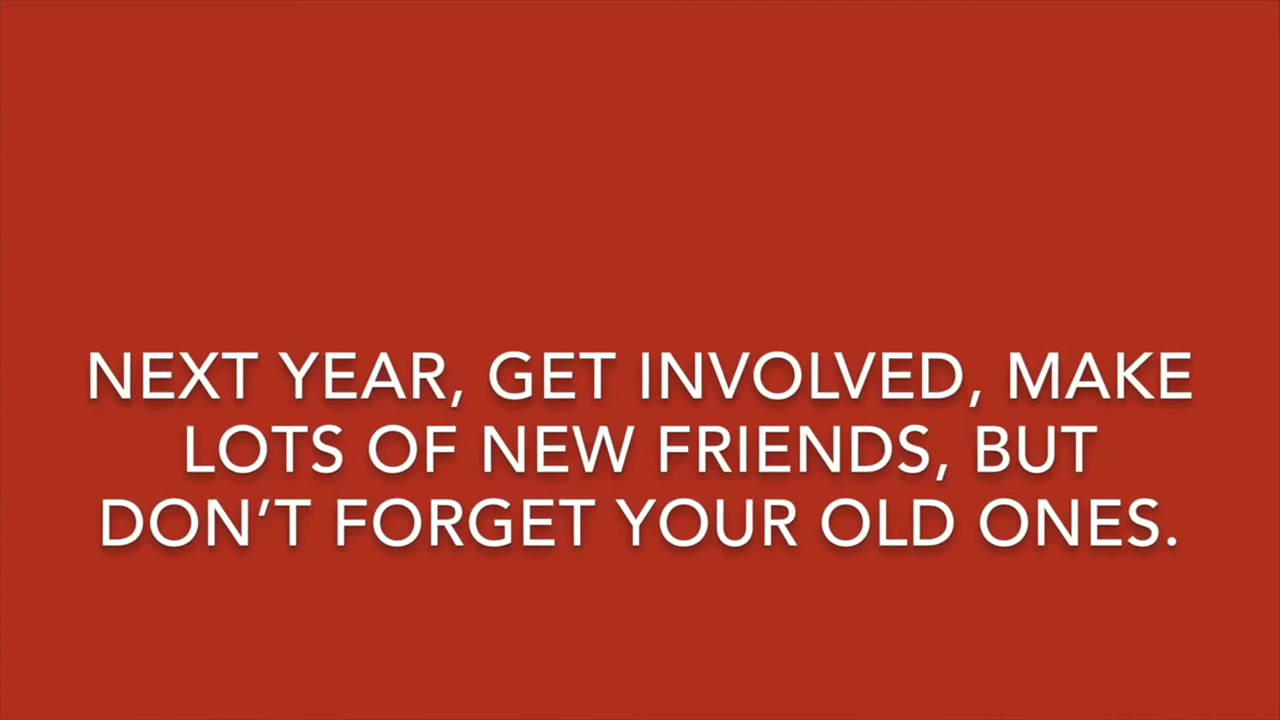 NEXT YEAR, GET INVOLVED, MAKE
LOTS OF NEW FRIENDS, BUT
DON’T FORGET YOUR OLD ONES.